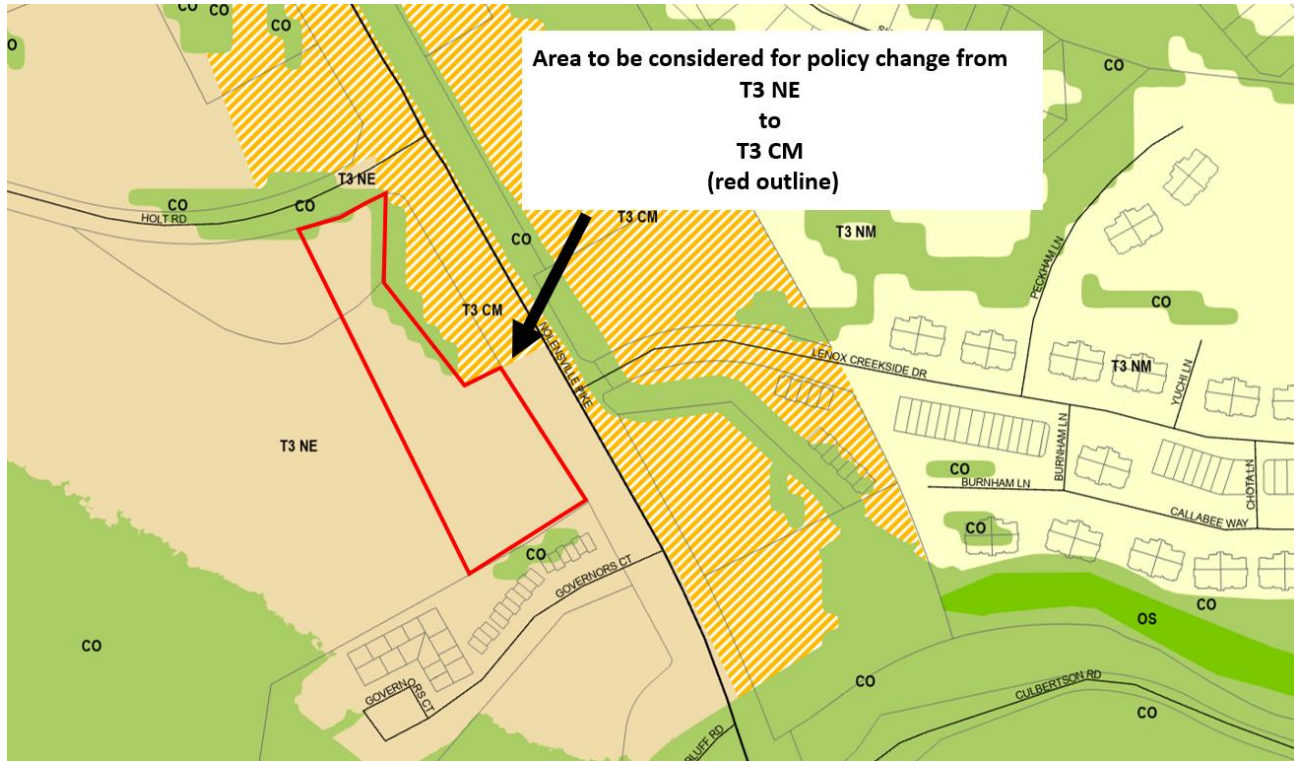 CO
CO
CO
CO
Area to be considered for policy change from
T3 NE
to
T3 CM
(red outline)
CO
T3 NE
CO
CO
HOLT RD
T3 CM
T3 NM
CO
PECKHAM LN
CO
T3 CM
NOLENSVILLE PIKE
LENOX CREEKSIDE DR
T3 NM
YUCHI LN
T3 NE
CO
BURNHAM LN
BURNHAM LN
CHOTA LN
CALLABEE WAY
CO
CO
GOVERNORS CT
CO
OS
CO
GOVERNORS CT
CO
CULBERTSON RD
CO
BLUFF RD